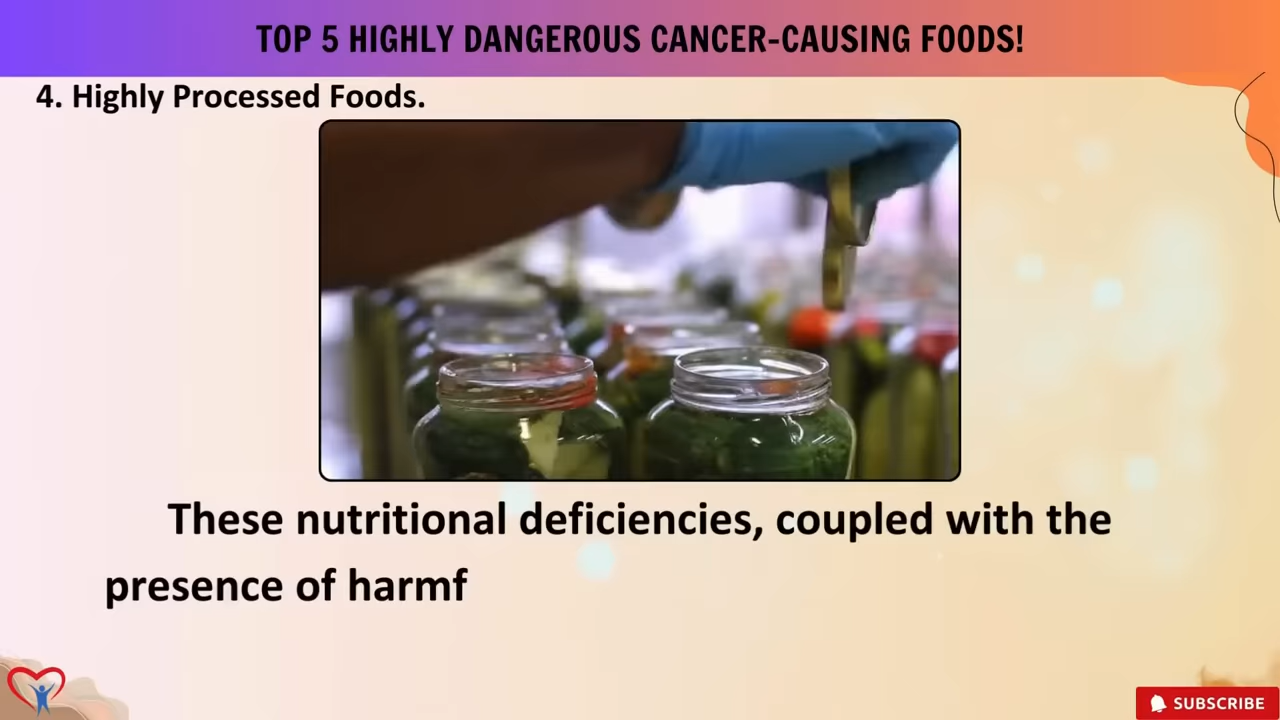 TOP 5 HIGHLY DANGEROUS CANCER-CAUSING FOODS!
4. Highly Processed Foods.
These nutritional deficiencies, coupled with the
presence of harmf
SUBSCRIBE